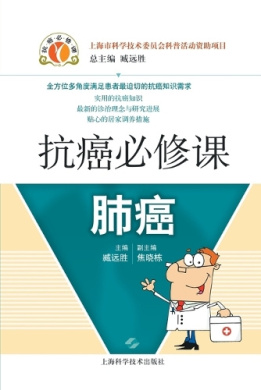 抗癌必修课
上海市科学技术委员会科普活动资助项目
总主编 臧远胜
全方位多角度满足患者最迫切的抗癌知识需求
实用的抗癌知识
最新的诊治理念与研究进展
贴心的居家调养措施
抗癌必修课
肺癌
主编 副主编
臧远胜 焦晓栋
上海科学技术出版社